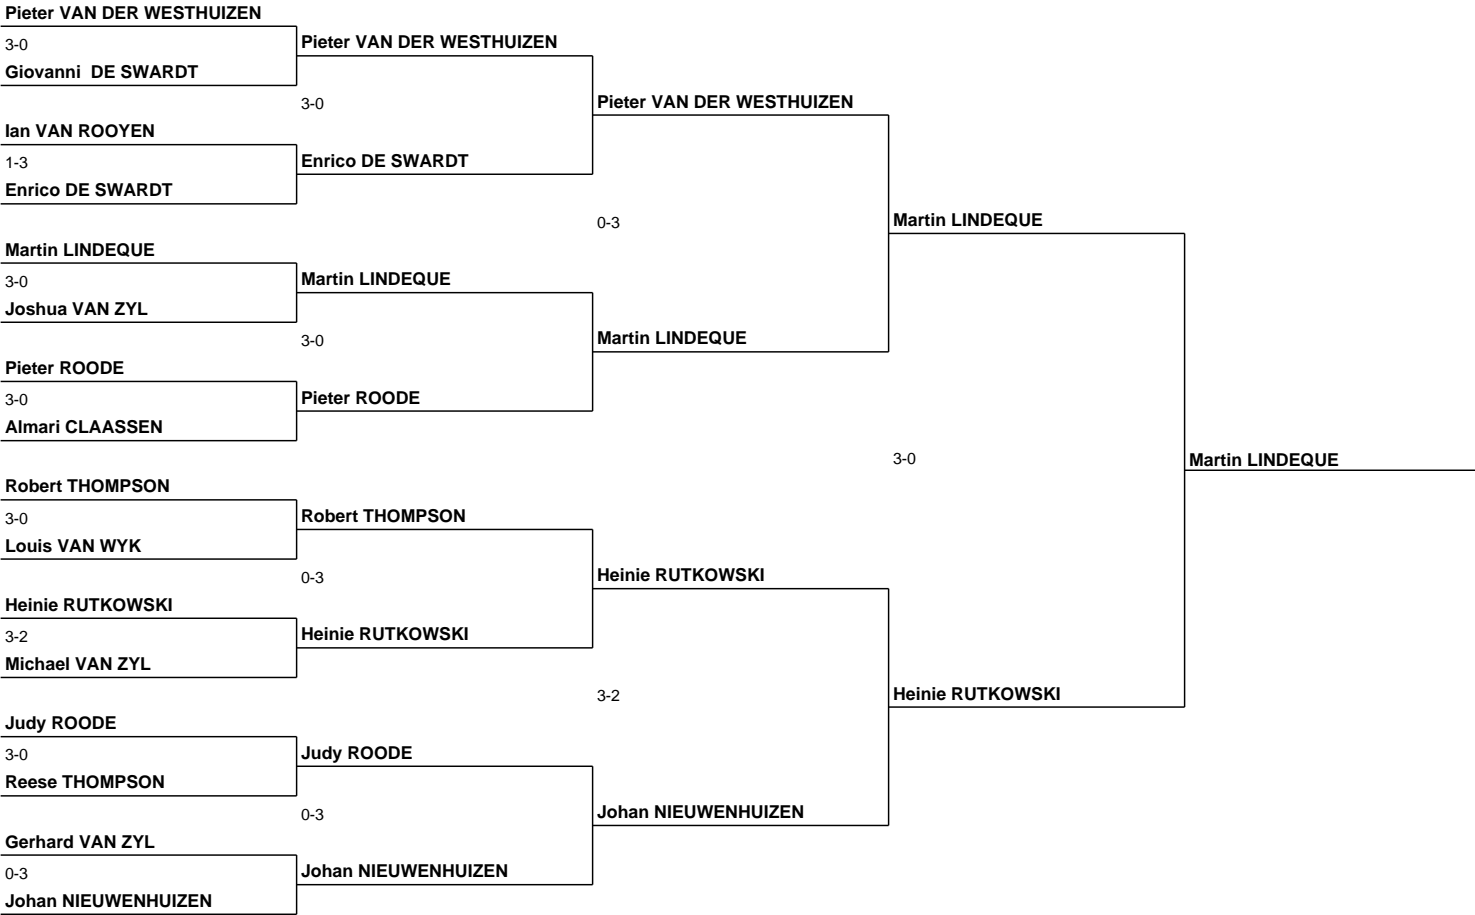 Pieter VAN DER WESTHUIZEN
3-0
Giovanni  DE SWARDT
Ian VAN ROOYEN
1-3
Enrico DE SWARDT
Martin LINDEQUE
3-0
Joshua VAN ZYL
Pieter ROODE
3-0
Almari CLAASSEN
Robert THOMPSON
3-0
Louis VAN WYK
Heinie RUTKOWSKI
3-2
Michael VAN ZYL
Judy ROODE
3-0
Reese THOMPSON
Gerhard VAN ZYL
0-3
Johan NIEUWENHUIZEN
Pieter VAN DER WESTHUIZEN
3-0
Enrico DE SWARDT
Martin LINDEQUE
3-0
Pieter ROODE
Robert THOMPSON
0-3
Heinie RUTKOWSKI
Judy ROODE
0-3
Johan NIEUWENHUIZEN
Pieter VAN DER WESTHUIZEN
0-3
Martin LINDEQUE
Heinie RUTKOWSKI
3-2
Johan NIEUWENHUIZEN
Martin LINDEQUE
3-0
Heinie RUTKOWSKI
Martin LINDEQUE